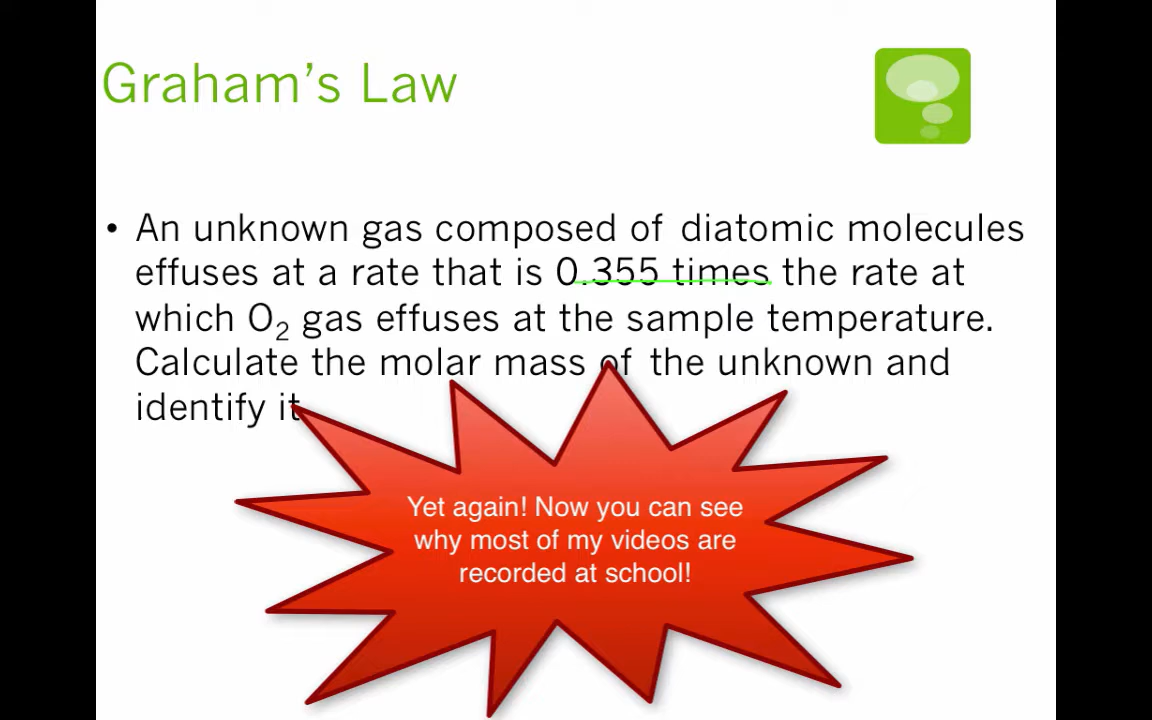 Graham's Law
• An unknown gas composed of diatomic molecules
effuses at a rate that is 0.355 times the rate at
which O₂ gas effuses at the sample temperature.
Calculate the molar mass of the unknown and
identify it
Yet again! Now you can see
why most of my videos are
recorded at school!